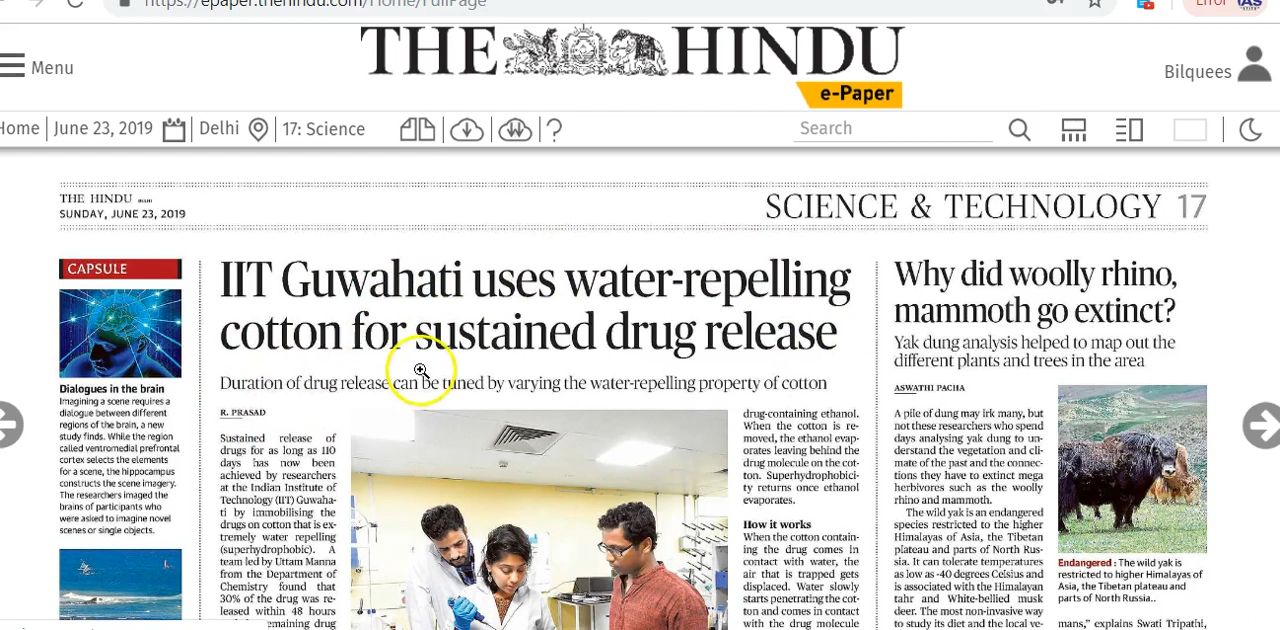 https://epaper.thehindu.com/Home/FullPage
Error
IAS
Menu
THE HINDU
e-Paper
Bilquees
Home
June 23, 2019
Delhi
17: Science
Search
THE HINDU
SUNDAY, JUNE 23, 2019
SCIENCE & TECHNOLOGY 17
CAPSULE
Dialogues in the brain
Imagining a scene requires a
dialogue between different
regions of the brain, a new
study finds. While the region
called ventromedial prefrontal
cortex selects the elements
for a scene, the hippocampus
constructs the scene imagery.
The researchers imaged the
brains of participants who
were asked to imagine novel
scenes or single objects.
IIT Guwahati uses water-repelling
cotton for sustained drug release
Duration of drug release can be tuned by varying the water-repelling property of cotton
R. PRASAD
Sustained release of
drugs for as long as 110
days has now been
achieved by researchers
at the Indian Institute of
Technology (IIT) Guwaha-
ti by immobilising the
drugs on cotton that is ex-
tremely water repelling
(superhydrophobic). A
team led by Uttam Manna
from the Department of
Chemistry found that
30% of the drug was re-
leased within 48 hours
remaining drug
drug-containing ethanol.
When the cotton is re-
moved, the ethanol evap-
orates leaving behind the
drug molecule on the cot-
ton. Superhydrophobici-
ty returns once ethanol
evaporates.
How it works
When the cotton contain-
ing the drug comes in
contact with water, the
air that is trapped gets
displaced. Water slowly
starts penetrating the cot-
ton and comes in contact
with the drug molecule
Why did woolly rhino,
mammoth go extinct?
Yak dung analysis helped to map out the
different plants and trees in the area
ASWATHI PACHA
A pile of dung may irk many, but
not these researchers who spend
days analysing yak dung to un-
derstand the vegetation and cli-
mate of the past and the connec-
tions they have to extinct mega
herbivores such as the woolly
rhino and mammoth.
The wild yak is an endangered
species restricted to the higher
Himalayas of Asia, the Tibetan
plateau and parts of North Rus-
sia. It can tolerate temperatures
as low as -40 degrees Celsius and
is associated with the Himalayan
tahr and White-bellied musk
deer. The most non-invasive way
to study its diet and the local ve-
Endangered : The wild yak is
restricted to higher Himalayas of
Asia, the Tibetan plateau and
parts of North Russia..
mans," explains Swati Tripathi,